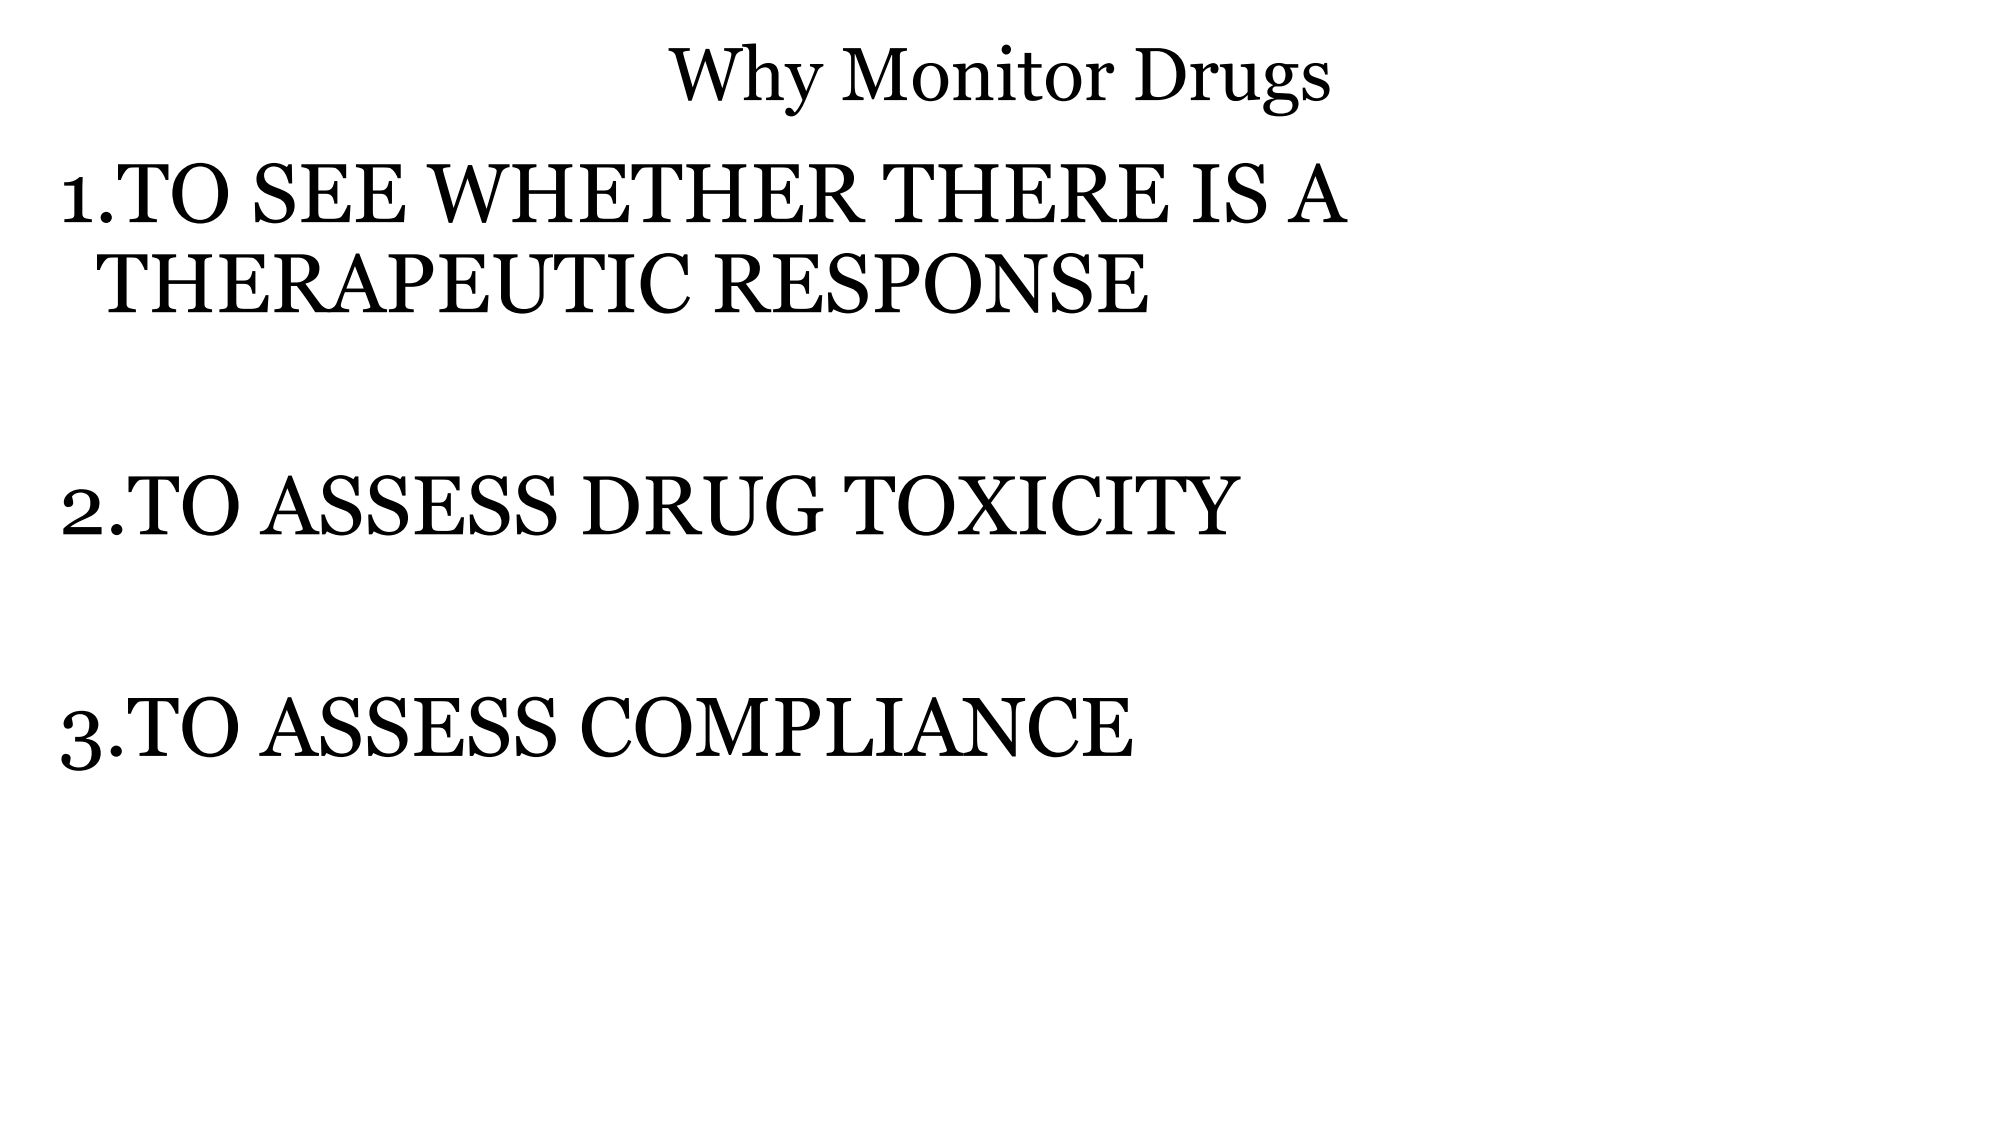 Why Monitor Drugs
1.TO SEE WHETHER THERE IS A
THERAPEUTIC RESPONSE
2.TO ASSESS DRUG TOXICITY
3.TO ASSESS COMPLIANCE